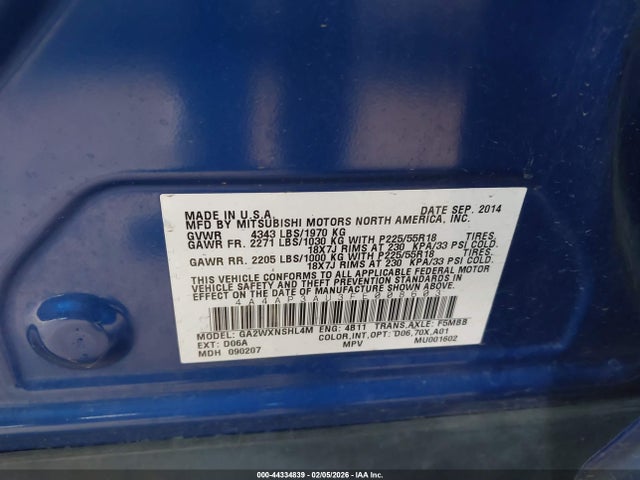 MADE IN U.S.A. DATE SEP. 2014
MFD BY MITSUBISHI MOTORS NORTH AMERICA, INC.
GVWR 4343 LBS/1970 KG
GAWR FR. 2271 LBS/1030 KG WITH P225/55R18 TIRES,
18X7J RIMS AT 230 KPA/33 PSI COLD.
GAWR RR. 2205 LBS/1000 KG WITH P225/55R18 TIRES,
18X7J RIMS AT 230 KPA/33 PSI COLD.
THIS VEHICLE CONFORMS TO ALL APPLICABLE FEDERAL MOTOR
VEHICLE SAFETY AND THEFT PREVENTION STANDARDS IN EFFECT
ON THE DATE OF MANUFACTURE SHOWN ABOVE.
4A4AP3AU3FE008603
MODEL: GA2WXNSHL4M ENG: 4B11 TRANS.AXLE: F5MBB
EXT: D06A COLOR,INT,OPT: D06,70X,A01
MDH 090207 MPV MU001602
000-44334839 - 02/05/2026 - IAA Inc.